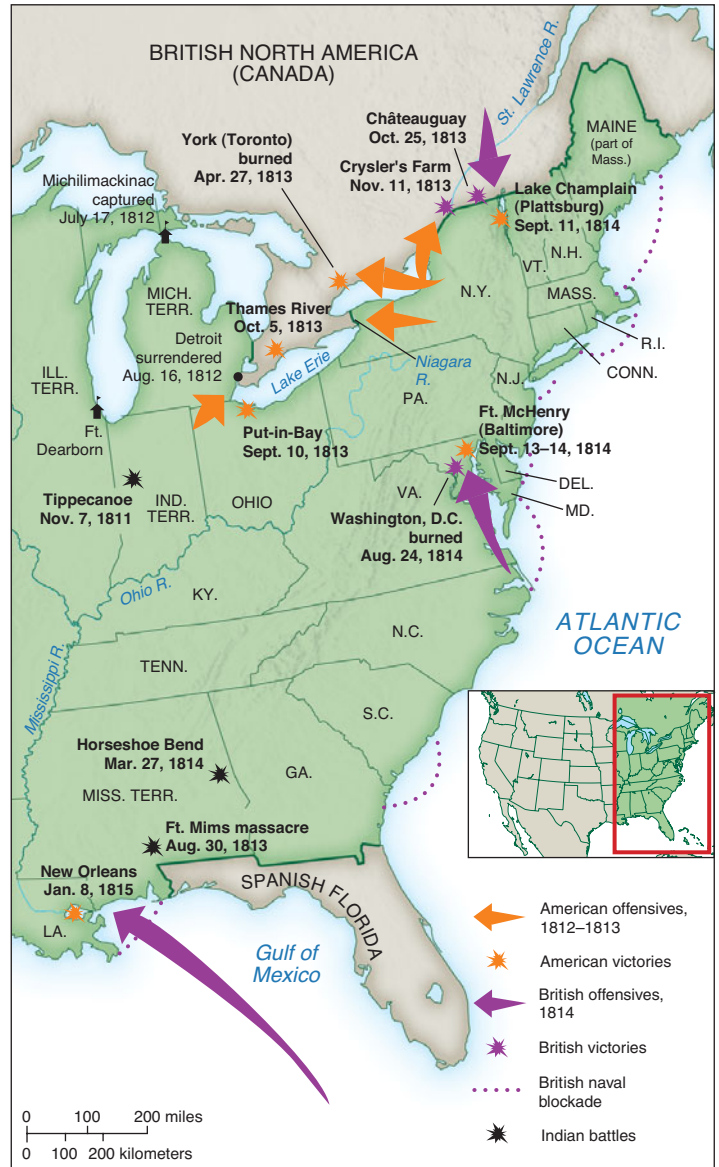 BRITISH NORTH AMERICA
(CANADA)
St. Lawrence R.
Châteauguay
Oct. 25, 1813
York (Toronto)
burned
Apr. 27, 1813
Crysler's Farm
Nov. 11, 1813
MAINE
(part of
Mass.)
Michilimackinac
captured
July 17, 1812
Lake Champlain
(Plattsburg)
Sept. 11, 1814
N.H.
VT.
MICH.
TERR.
N.Y.
MASS.
Thames River
Oct. 5, 1813
R.I.
CONN.
Detroit
surrendered
Aug. 16, 1812
Lake Erie
Niagara
R.
ILL.
TERR.
N.J.
PA.
Ft.
Dearborn
Put-in-Bay
Sept. 10, 1813
Ft. McHenry
(Baltimore)
Sept. 13–14, 1814
Tippecanoe
Nov. 7, 1811
IND.
TERR.
OHIO
VA.
DEL.
MD.
Washington, D.C.
burned
Aug. 24, 1814
Ohio R.
KY.
ATLANTIC
OCEAN
N.C.
Mississippi R.
TENN.
S.C.
Horseshoe Bend
Mar. 27, 1814
GA.
MISS. TERR.
Ft. Mims massacre
Aug. 30, 1813
New Orleans
Jan. 8, 1815
SPANISH FLORIDA
LA.
Gulf of
Mexico
American offensives,
1812–1813
American victories
British offensives,
1814
British victories
British naval
blockade
Indian battles
0 100 200 miles
0 100 200 kilometers